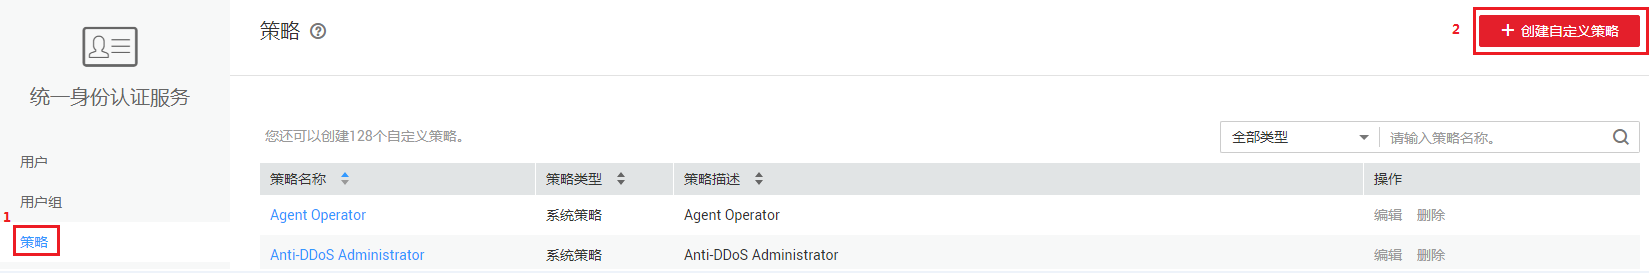 统一身份认证服务
用户
用户组
1
策略
策略 ?
2
+ 创建自定义策略
您还可以创建128个自定义策略。
全部类型 请输入策略名称。
策略名称 策略类型 策略描述 操作
Agent Operator 系统策略 Agent Operator 编辑 删除
Anti-DDoS Administrator 系统策略 Anti-DDoS Administrator 编辑 删除